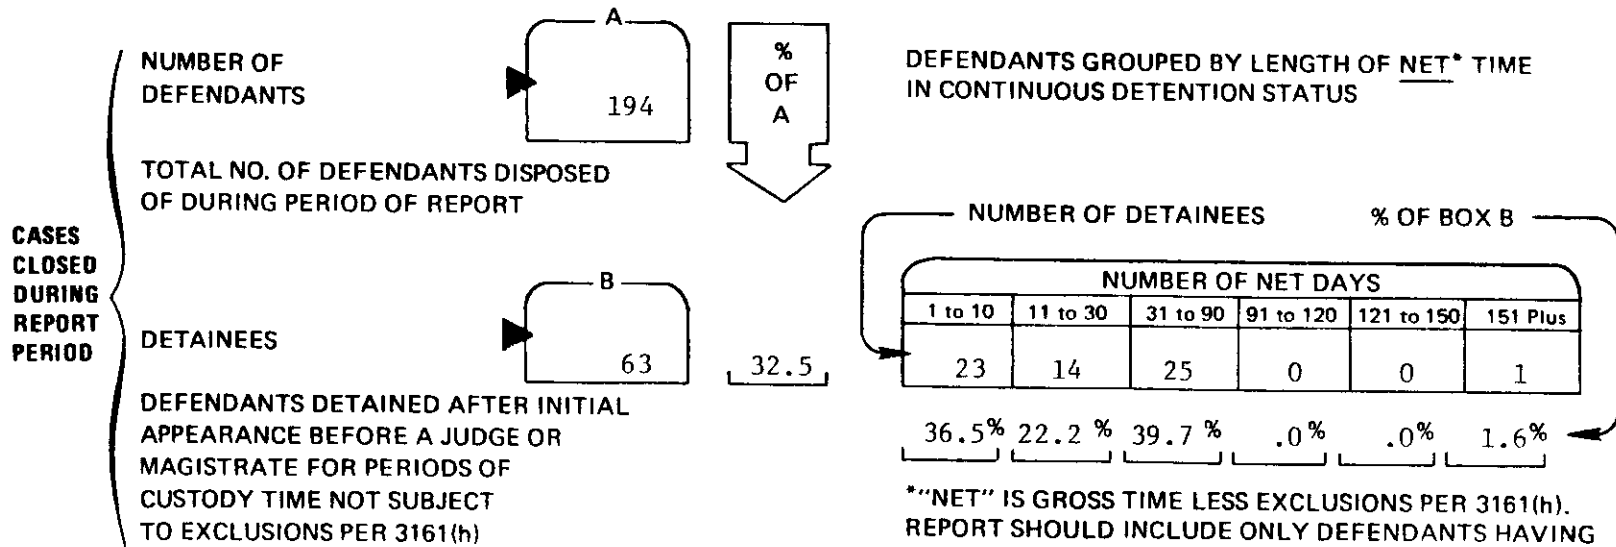 A
NUMBER OF
DEFENDANTS
194
%
OF
A
TOTAL NO. OF DEFENDANTS DISPOSED
OF DURING PERIOD OF REPORT
CASES
CLOSED
DURING
REPORT
PERIOD
B
DETAINEES
63
32.5
DEFENDANTS DETAINED AFTER INITIAL
APPEARANCE BEFORE A JUDGE OR
MAGISTRATE FOR PERIODS OF
CUSTODY TIME NOT SUBJECT
TO EXCLUSIONS PER 3161(h)
DEFENDANTS GROUPED BY LENGTH OF NET* TIME
IN CONTINUOUS DETENTION STATUS
NUMBER OF DETAINEES % OF BOX B
NUMBER OF NET DAYS
1 to 10 11 to 30 31 to 90 91 to 120 121 to 150 151 Plus
23 14 25 0 0 1
36.5% 22.2 % 39.7 % .0% .0% 1.6%
*"NET" IS GROSS TIME LESS EXCLUSIONS PER 3161(h).
REPORT SHOULD INCLUDE ONLY DEFENDANTS HAVING